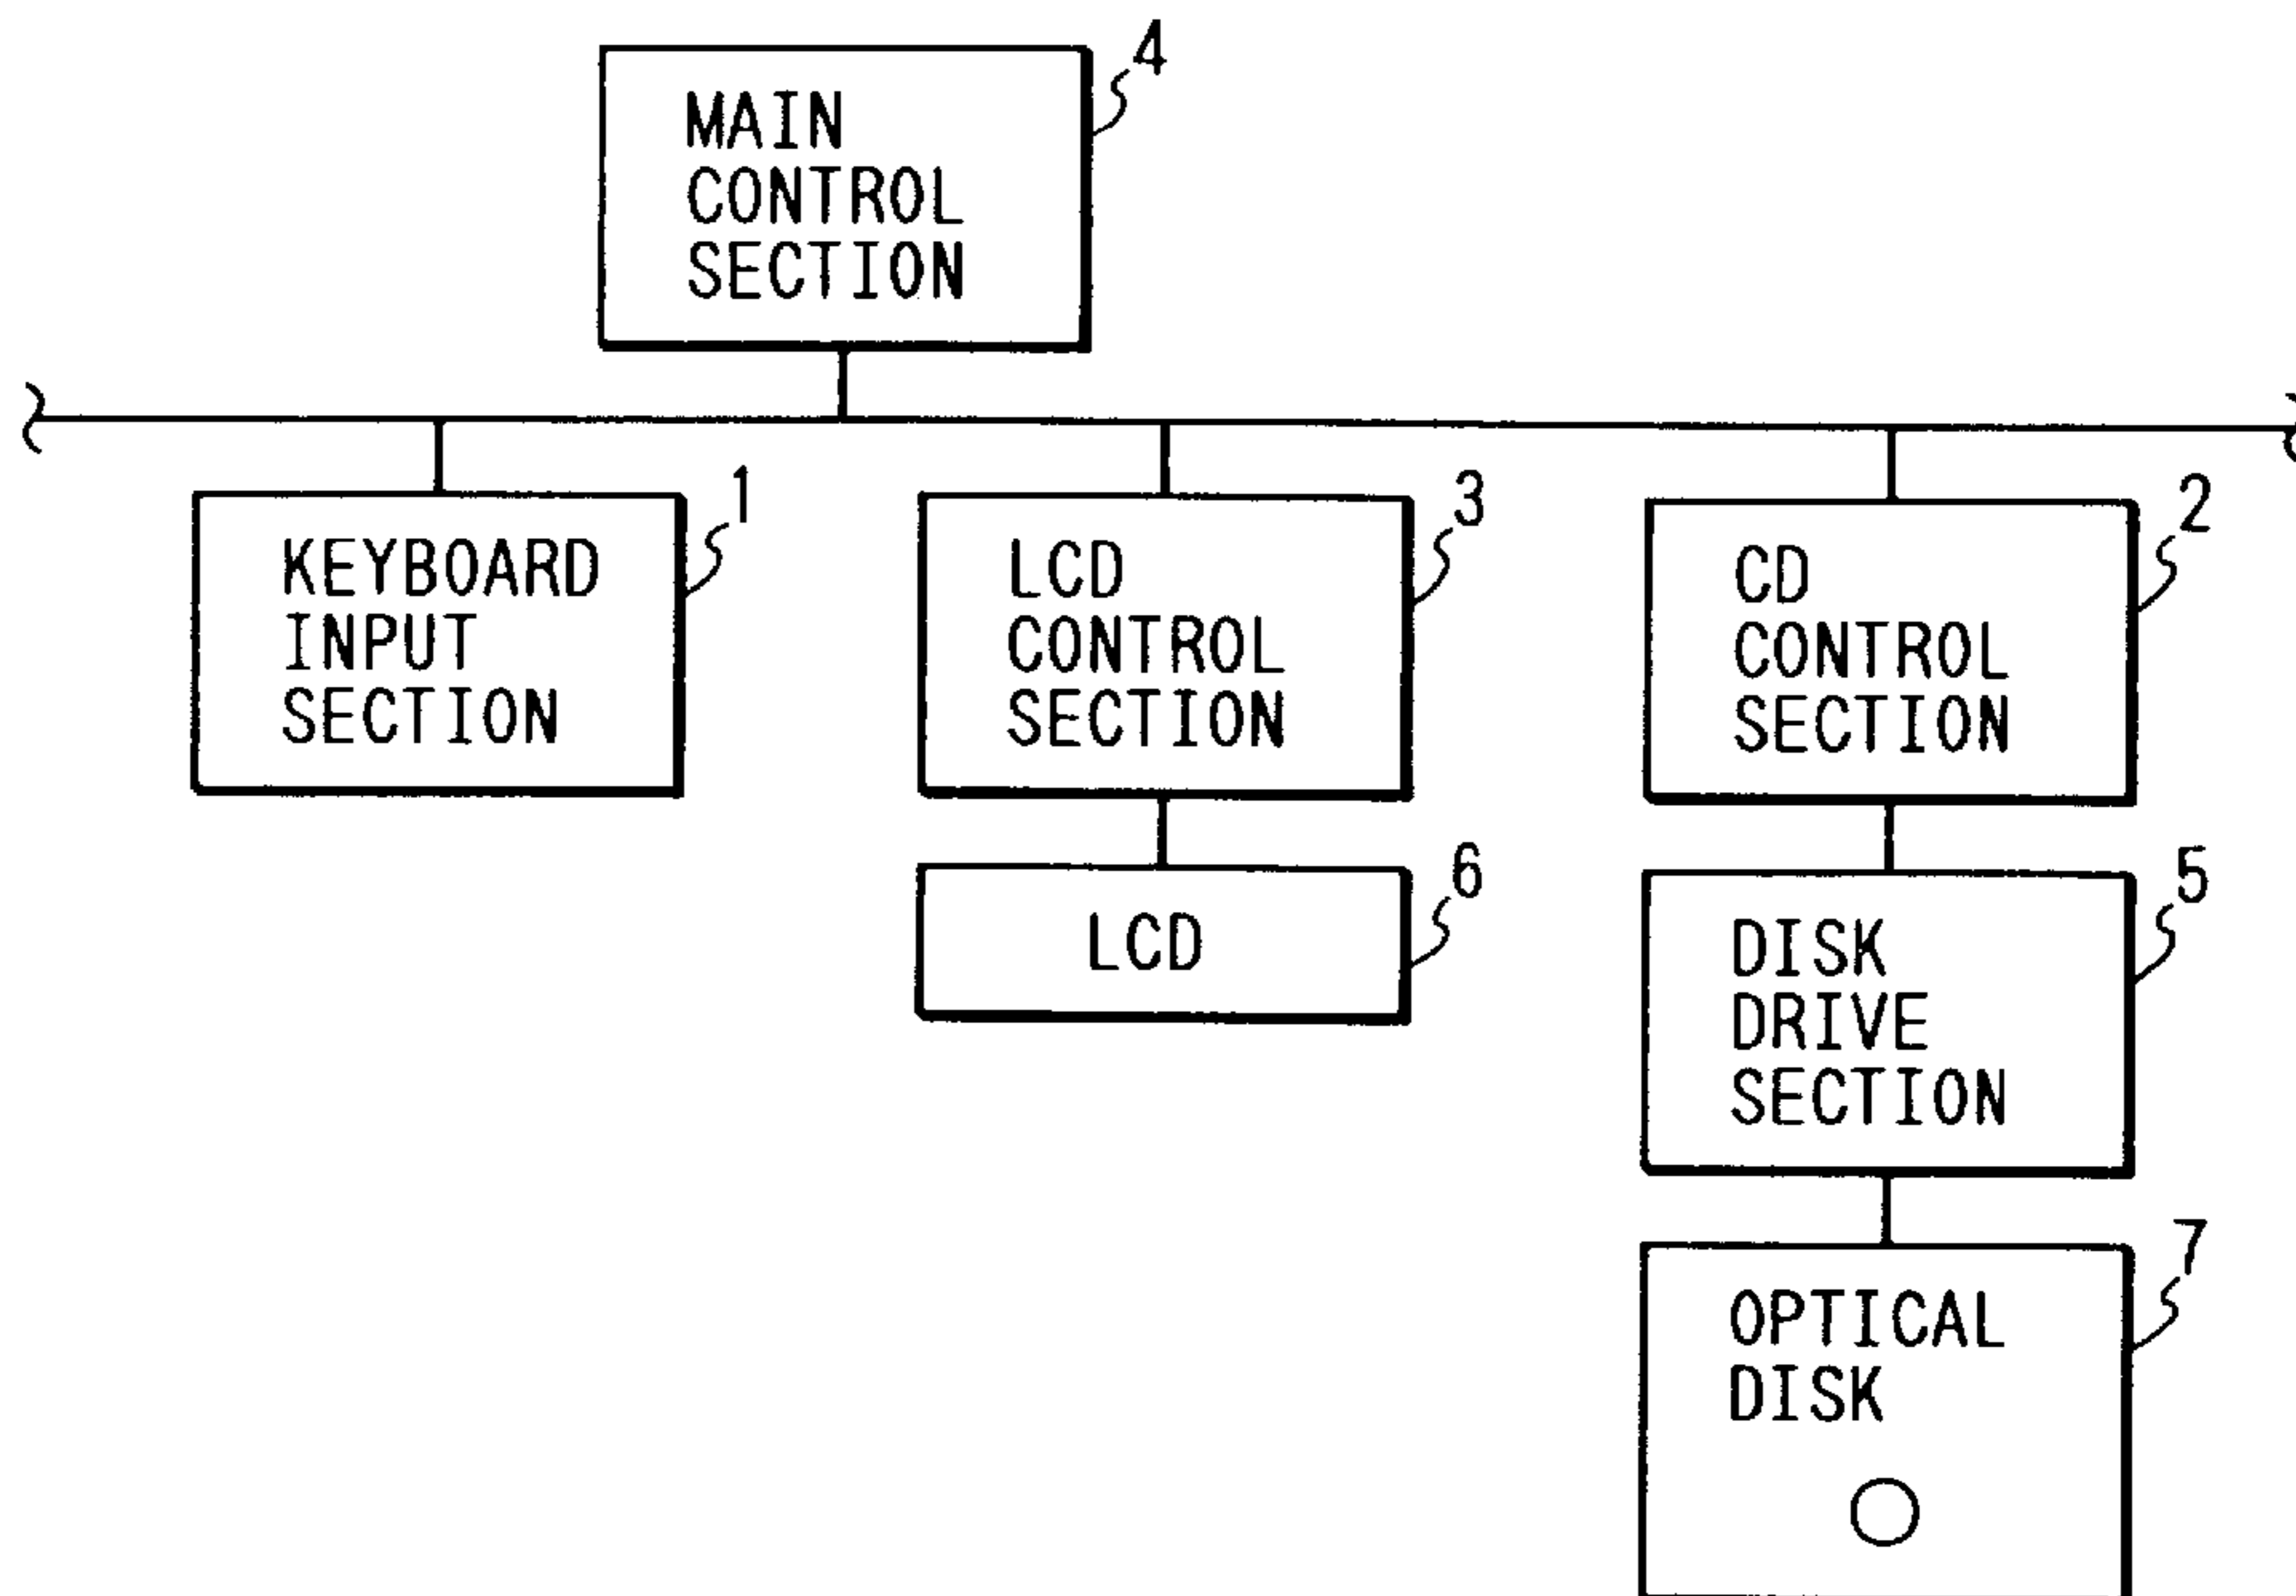 4
MAIN
CONTROL
SECTION
1
KEYBOARD
INPUT
SECTION
3
LCD
CONTROL
SECTION
2
CD
CONTROL
SECTION
6
LCD
5
DISK
DRIVE
SECTION
7
OPTICAL
DISK